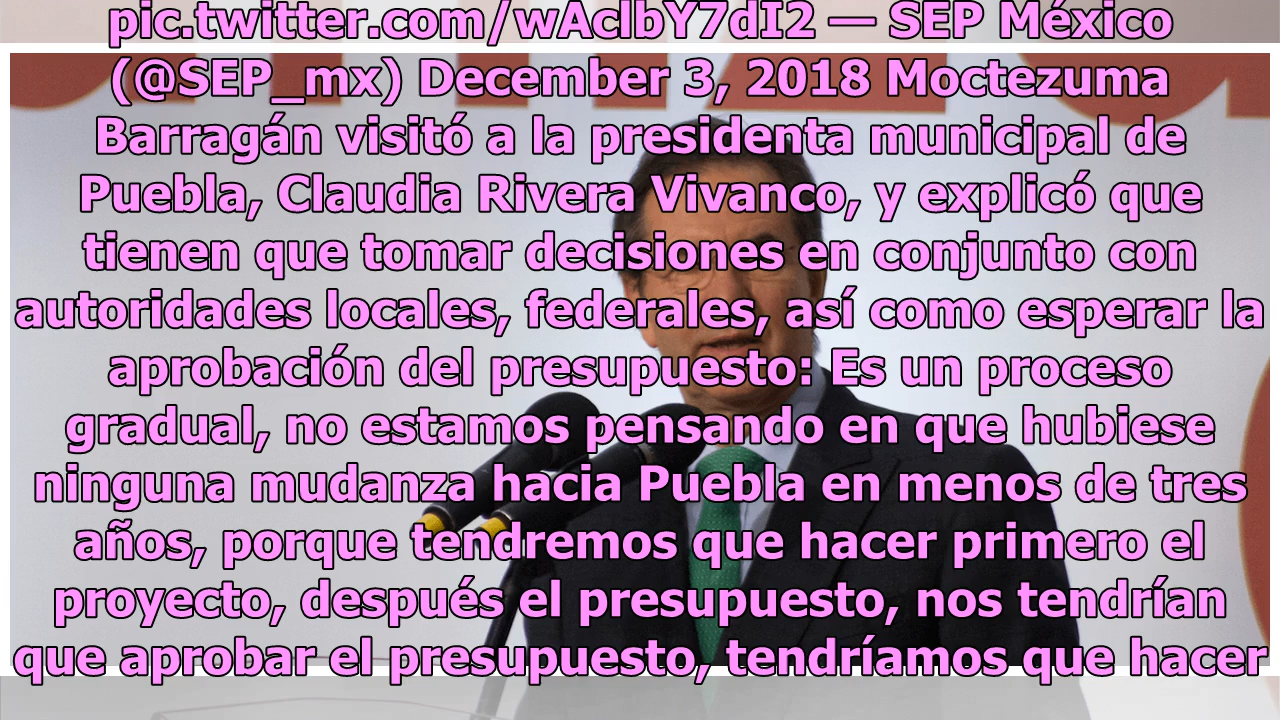 pic.twitter.com/wAclbY7dI2 — SEP México
(@SEP_mx) December 3, 2018 Moctezuma
Barragán visitó a la presidenta municipal de
Puebla, Claudia Rivera Vivanco, y explicó que
tienen que tomar decisiones en conjunto con
autoridades locales, federales, así como esperar la
aprobación del presupuesto: Es un proceso
gradual, no estamos pensando en que hubiese
ninguna mudanza hacia Puebla en menos de tres
años, porque tendremos que hacer primero el
proyecto, después el presupuesto, nos tendrían
que aprobar el presupuesto, tendríamos que hacer